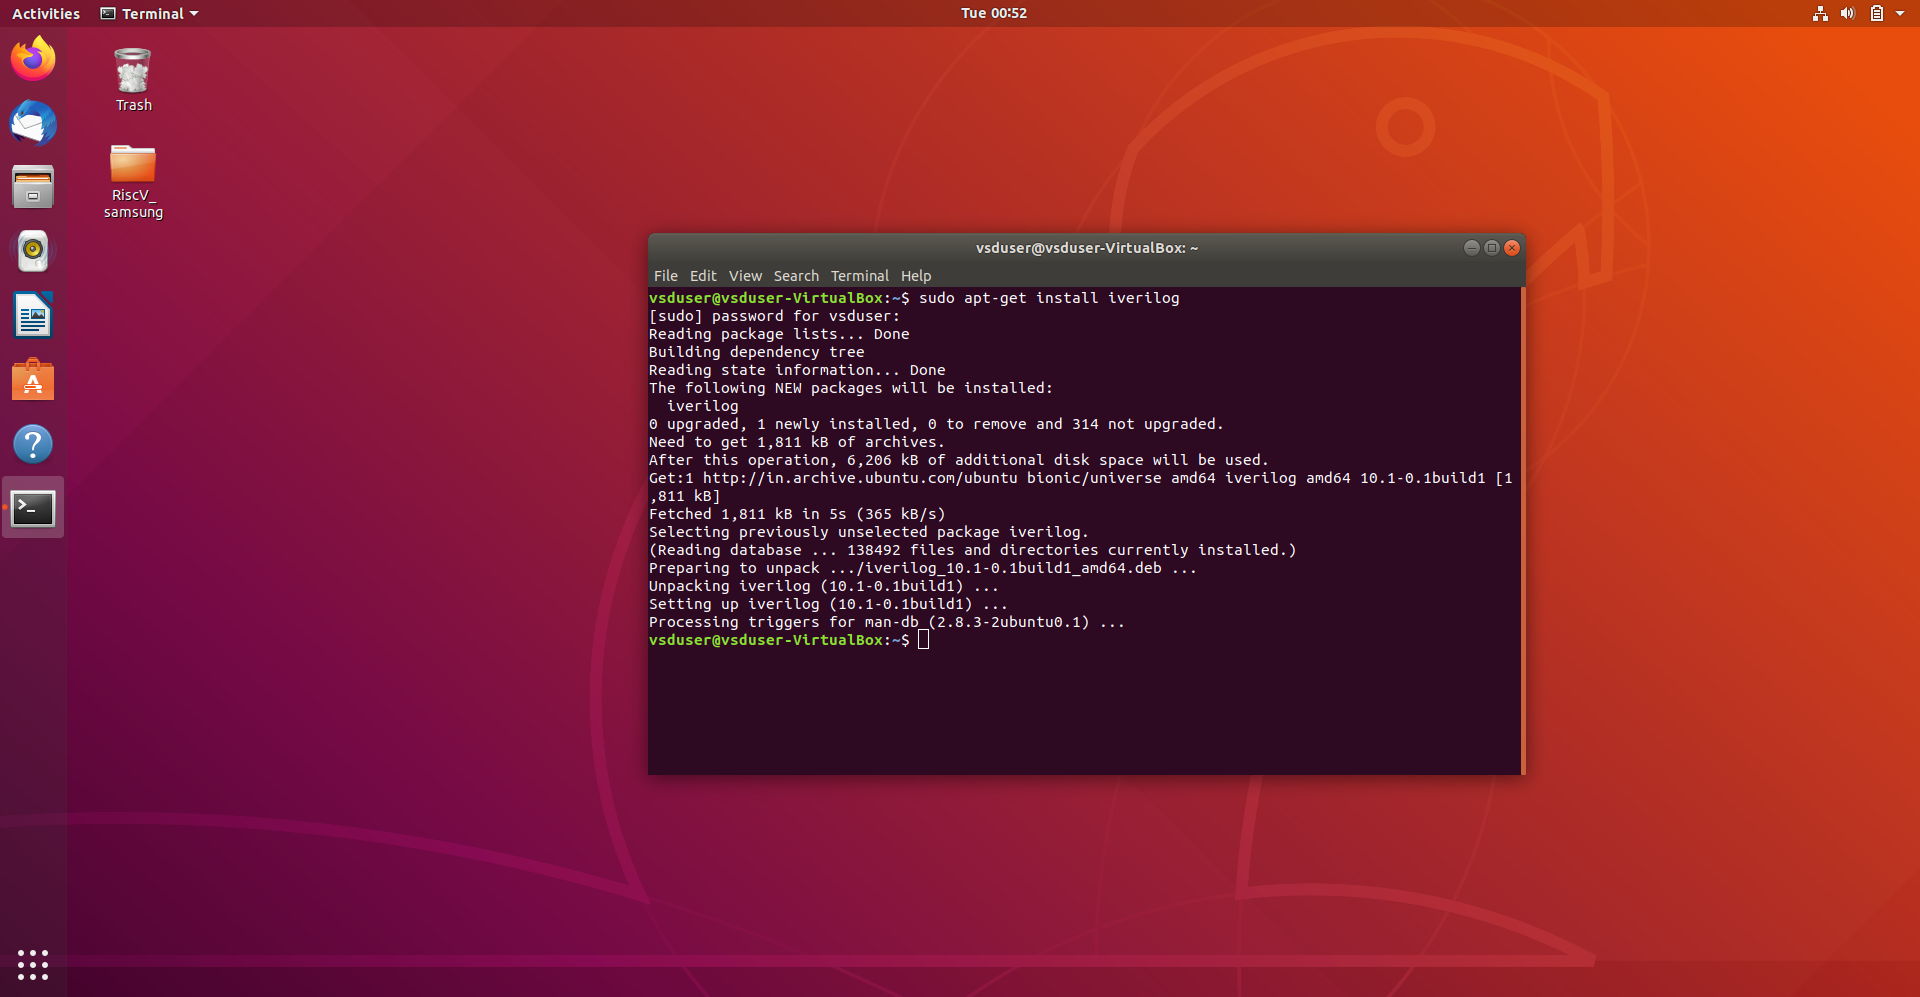 Activities
Terminal
Tue 00:52
Trash
RiscV_
samsung
vsduser@vsduser-VirtualBox: ~
File Edit View Search Terminal Help
vsduser@vsduser-VirtualBox:~$ sudo apt-get install iverilog
[sudo] password for vsduser:
Reading package lists... Done
Building dependency tree
Reading state information... Done
The following NEW packages will be installed:
  iverilog
0 upgraded, 1 newly installed, 0 to remove and 314 not upgraded.
Need to get 1,811 kB of archives.
After this operation, 6,206 kB of additional disk space will be used.
Get:1 http://in.archive.ubuntu.com/ubuntu bionic/universe amd64 iverilog amd64 10.1-0.1build1 [1
,811 kB]
Fetched 1,811 kB in 5s (365 kB/s)
Selecting previously unselected package iverilog.
(Reading database ... 138492 files and directories currently installed.)
Preparing to unpack .../iverilog_10.1-0.1build1_amd64.deb ...
Unpacking iverilog (10.1-0.1build1) ...
Setting up iverilog (10.1-0.1build1) ...
Processing triggers for man-db (2.8.3-2ubuntu0.1) ...
vsduser@vsduser-VirtualBox:~$